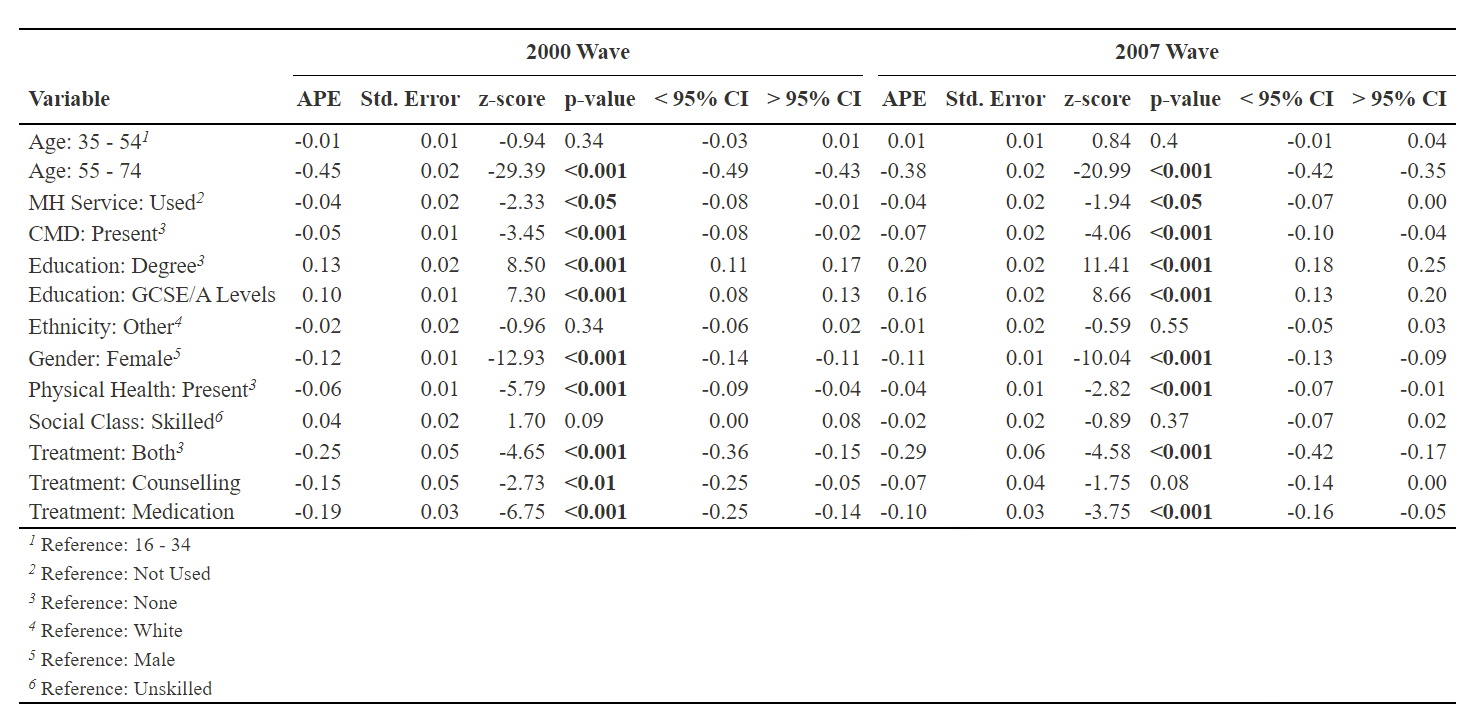 2000 Wave 2007 Wave
Variable APE Std. Error z-score p-value < 95% CI > 95% CI APE Std. Error z-score p-value < 95% CI > 95% CI
Age: 35 - 54¹ -0.01 0.01 -0.94 0.34 -0.03 0.01 0.01 0.01 0.84 0.4 -0.01 0.04
Age: 55 - 74 -0.45 0.02 -29.39 <0.001 -0.49 -0.43 -0.38 0.02 -20.99 <0.001 -0.42 -0.35
MH Service: Used² -0.04 0.02 -2.33 <0.05 -0.08 -0.01 -0.04 0.02 -1.94 <0.05 -0.07 0.00
CMD: Present³ -0.05 0.01 -3.45 <0.001 -0.08 -0.02 -0.07 0.02 -4.06 <0.001 -0.10 -0.04
Education: Degree³ 0.13 0.02 8.50 <0.001 0.11 0.17 0.20 0.02 11.41 <0.001 0.18 0.25
Education: GCSE/A Levels 0.10 0.01 7.30 <0.001 0.08 0.13 0.16 0.02 8.66 <0.001 0.13 0.20
Ethnicity: Other⁴ -0.02 0.02 -0.96 0.34 -0.06 0.02 -0.01 0.02 -0.59 0.55 -0.05 0.03
Gender: Female⁵ -0.12 0.01 -12.93 <0.001 -0.14 -0.11 -0.11 0.01 -10.04 <0.001 -0.13 -0.09
Physical Health: Present³ -0.06 0.01 -5.79 <0.001 -0.09 -0.04 -0.04 0.01 -2.82 <0.001 -0.07 -0.01
Social Class: Skilled⁶ 0.04 0.02 1.70 0.09 0.00 0.08 -0.02 0.02 -0.89 0.37 -0.07 0.02
Treatment: Both³ -0.25 0.05 -4.65 <0.001 -0.36 -0.15 -0.29 0.06 -4.58 <0.001 -0.42 -0.17
Treatment: Counselling -0.15 0.05 -2.73 <0.01 -0.25 -0.05 -0.07 0.04 -1.75 0.08 -0.14 0.00
Treatment: Medication -0.19 0.03 -6.75 <0.001 -0.25 -0.14 -0.10 0.03 -3.75 <0.001 -0.16 -0.05
¹ Reference: 16 - 34
² Reference: Not Used
³ Reference: None
⁴ Reference: White
⁵ Reference: Male
⁶ Reference: Unskilled